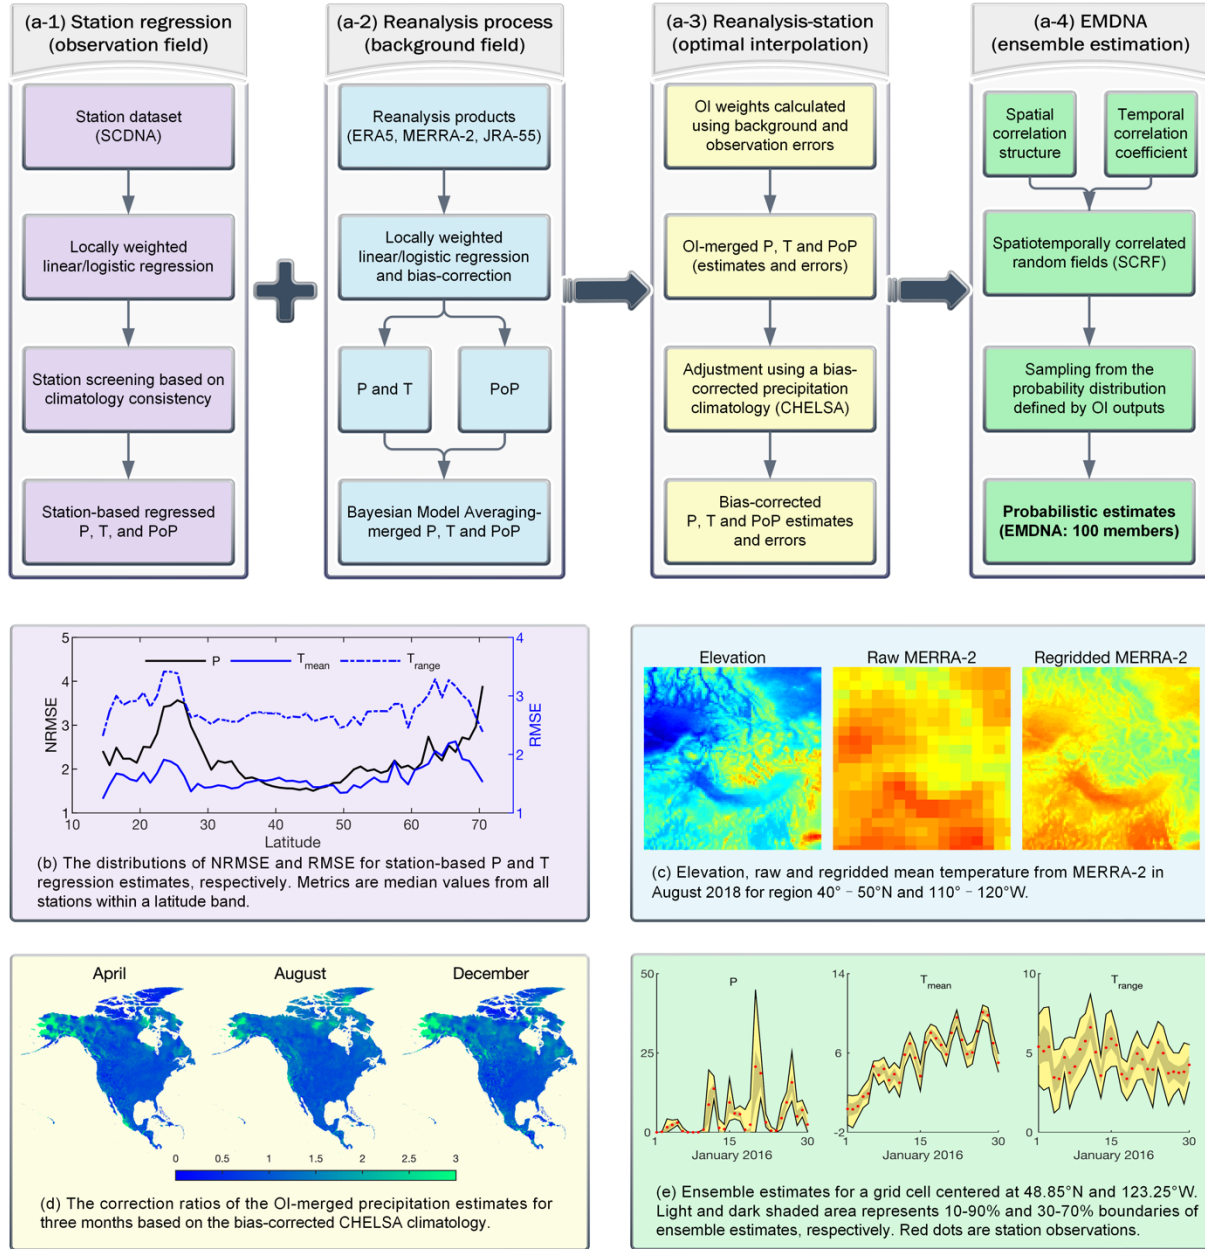 (a-1) Station regression
(observation field)
Station dataset
(SCDNA)
Locally weighted
linear/logistic regression
Station screening based on
climatology consistency
Station-based regressed
P, T, and PoP
(a-2) Reanalysis process
(background field)
Reanalysis products
(ERA5, MERRA-2, JRA-55)
Locally weighted
linear/logistic regression
and bias-correction
P and T
PoP
Bayesian Model Averaging-
merged P, T and PoP
(a-3) Reanalysis-station
(optimal interpolation)
OI weights calculated
using background and
observation errors
OI-merged P, T and PoP
(estimates and errors)
Adjustment using a bias-
corrected precipitation
climatology (CHELSA)
Bias-corrected
P, T and PoP estimates
and errors
(a-4) EMDNA
(ensemble estimation)
Spatial
correlation
structure
Temporal
correlation
coefficient
Spatiotemporally correlated
random fields (SCRF)
Sampling from the
probability distribution
defined by OI outputs
Probabilistic estimates
(EMDNA: 100 members)
P T_mean T_range
NRMSE
5
4
3
2
1
RMSE
4
3
2
1
10 20 30 40 50 60 70
Latitude
(b) The distributions of NRMSE and RMSE for station-based P and T
regression estimates, respectively. Metrics are median values from all
stations within a latitude band.
Elevation Raw MERRA-2 Regridded MERRA-2
(c) Elevation, raw and regridded mean temperature from MERRA-2 in
August 2018 for region 40° - 50°N and 110° - 120°W.
April August December
0 0.5 1 1.5 2 2.5 3
(d) The correction ratios of the OI-merged precipitation estimates for
three months based on the bias-corrected CHELSA climatology.
P
50
25
0
1 15 30
January 2016
T_mean
14
6
-2
1 15 30
January 2016
T_range
10
5
0
1 15 30
January 2016
(e) Ensemble estimates for a grid cell centered at 48.85°N and 123.25°W.
Light and dark shaded area represents 10-90% and 30-70% boundaries of
ensemble estimates, respectively. Red dots are station observations.